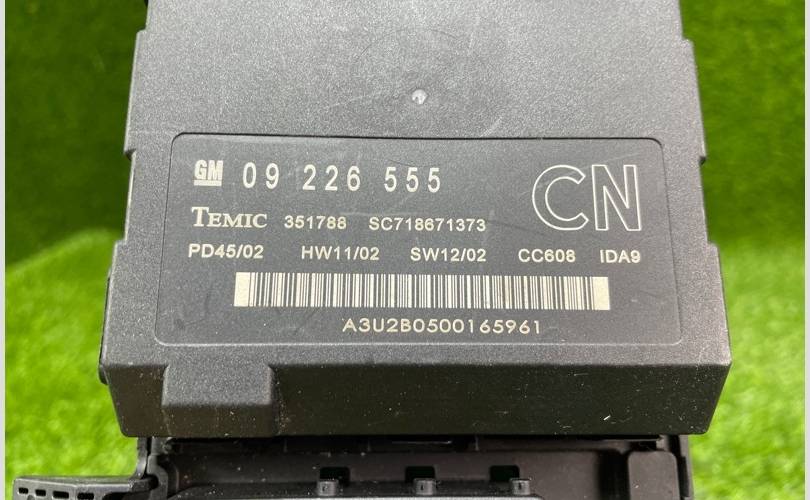 GM 09 226 555 CN
TEMIC 351788 SC718671373
PD45/02 HW11/02 SW12/02 CC608 IDA9
A3U2B0500165961